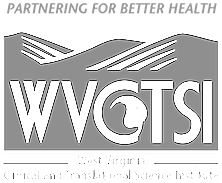 PARTNERING FOR BETTER HEALTH
WVCTSI
West Virginia
Clinical and Translational Science Institute